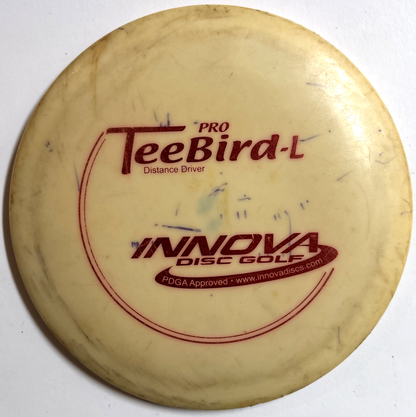 PRO
TeeBird-L
Distance Driver
INNOVA
DISC GOLF
PDGA Approved • www.innovadiscs.com